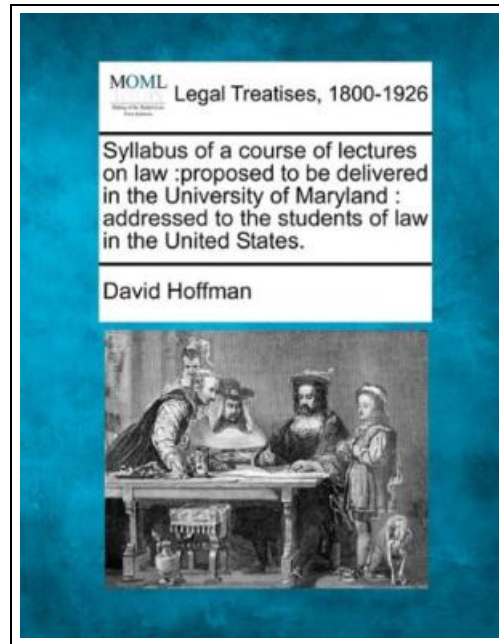 MOML
Legal Treatises, 1800-1926
Syllabus of a course of lectures
on law :proposed to be delivered
in the University of Maryland :
addressed to the students of law
in the United States.
David Hoffman